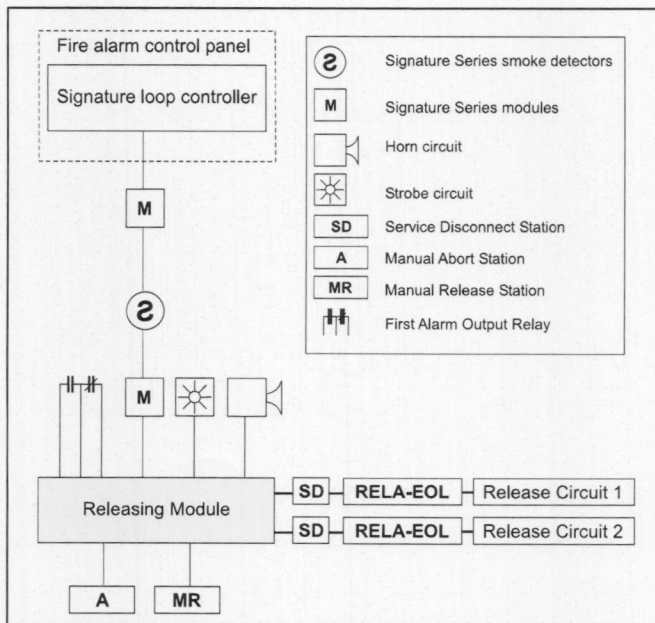 Fire alarm control panel
Signature loop controller
M
S
M
Releasing Module
SD
RELA-EOL
Release Circuit 1
SD
RELA-EOL
Release Circuit 2
A
MR
S
Signature Series smoke detectors
M
Signature Series modules
Horn circuit
Strobe circuit
SD
Service Disconnect Station
A
Manual Abort Station
MR
Manual Release Station
First Alarm Output Relay